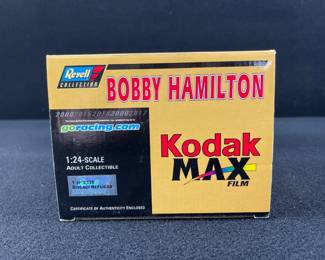 Revell
COLLECTION
BOBBY HAMILTON
goracing.com
Kodak
MAX
FILM
1:24-SCALE
ADULT COLLECTIBLE
CERTIFICATE OF AUTHENTICITY ENCLOSED